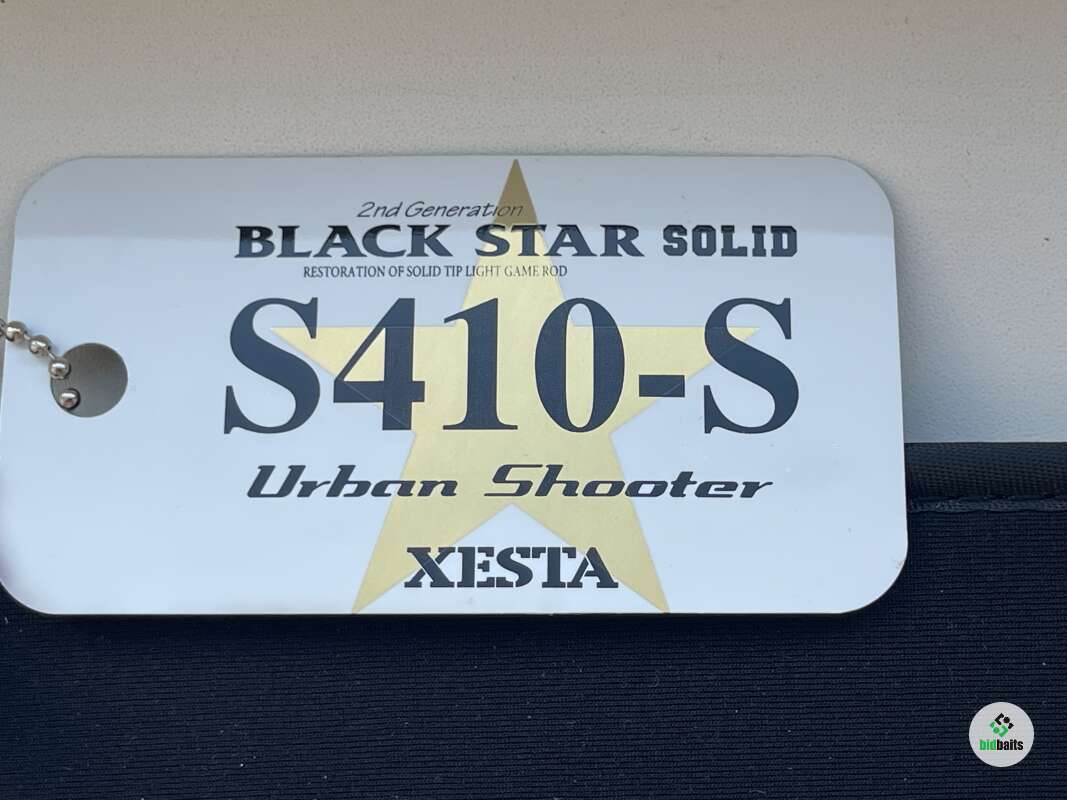 2nd Generation
BLACK STAR SOLID
RESTORATION OF SOLID TIP LIGHT GAME ROD
S410-S
Urban Shooter
XESTA
bidbaits